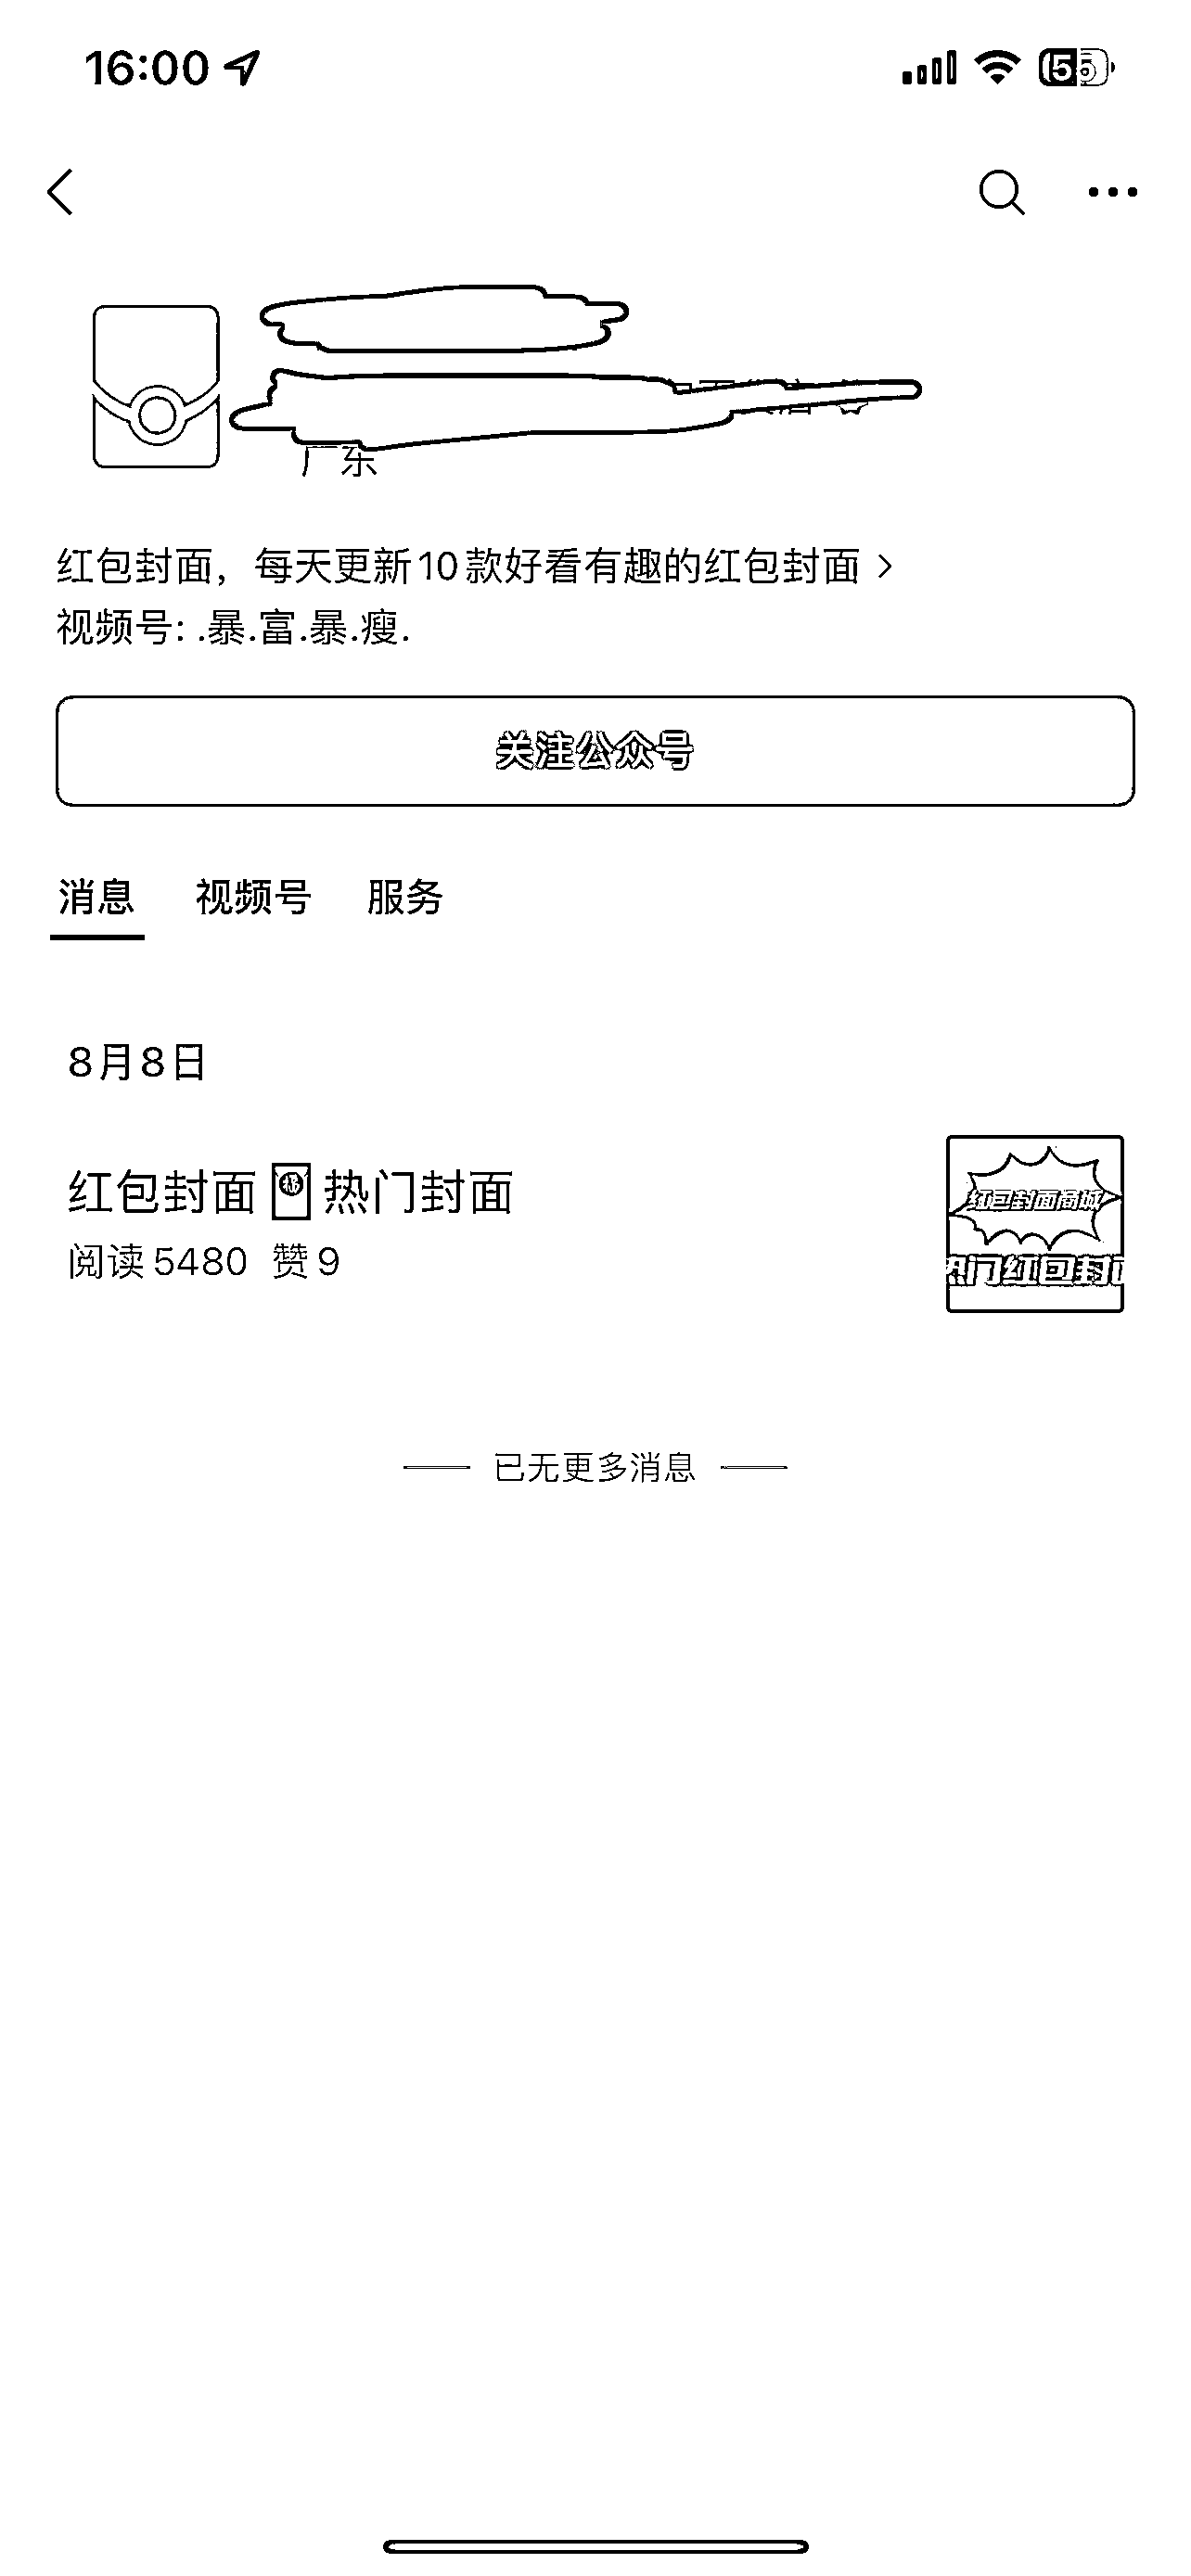 16:00
55
广东
红包封面，每天更新10款好看有趣的红包封面
视频号: .暴.富.暴.瘦.
关注公众号
消息 视频号 服务
8月8日
红包封面🧧热门封面
阅读 5480 赞 9
红包封面商城
热门红包封面
已无更多消息